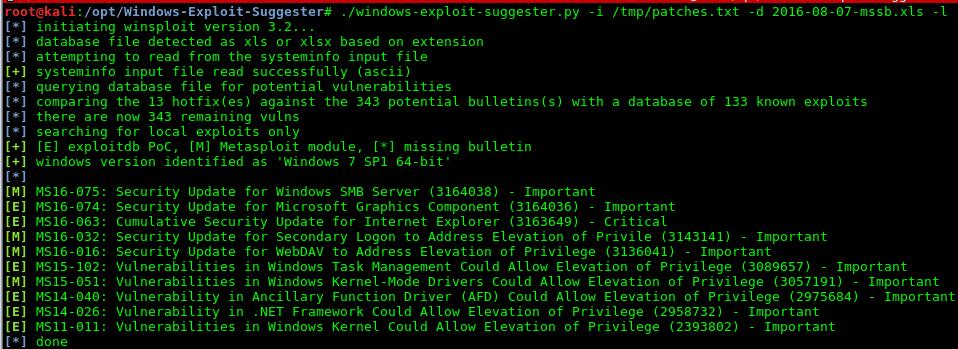 root@kali:/opt/Windows-Exploit-Suggester# ./windows-exploit-suggester.py -i /tmp/patches.txt -d 2016-08-07-mssb.xls -l
[*] initiating winsploit version 3.2...
[*] database file detected as xls or xlsx based on extension
[*] attempting to read from the systeminfo input file
[+] systeminfo input file read successfully (ascii)
[*] querying database file for potential vulnerabilities
[*] comparing the 13 hotfix(es) against the 343 potential bulletins(s) with a database of 133 known exploits
[*] there are now 343 remaining vulns
[*] searching for local exploits only
[+] [E] exploitdb PoC, [M] Metasploit module, [*] missing bulletin
[+] windows version identified as 'Windows 7 SP1 64-bit'
[*]
[M] MS16-075: Security Update for Windows SMB Server (3164038) - Important
[E] MS16-074: Security Update for Microsoft Graphics Component (3164036) - Important
[E] MS16-063: Cumulative Security Update for Internet Explorer (3163649) - Critical
[M] MS16-032: Security Update for Secondary Logon to Address Elevation of Privile (3143141) - Important
[M] MS16-016: Security Update for WebDAV to Address Elevation of Privilege (3136041) - Important
[E] MS15-102: Vulnerabilities in Windows Task Management Could Allow Elevation of Privilege (3089657) - Important
[M] MS15-051: Vulnerabilities in Windows Kernel-Mode Drivers Could Allow Elevation of Privilege (3057191) - Important
[E] MS14-040: Vulnerability in Ancillary Function Driver (AFD) Could Allow Elevation of Privilege (2975684) - Important
[E] MS14-026: Vulnerability in .NET Framework Could Allow Elevation of Privilege (2958732) - Important
[E] MS11-011: Vulnerabilities in Windows Kernel Could Allow Elevation of Privilege (2393802) - Important
[*] done